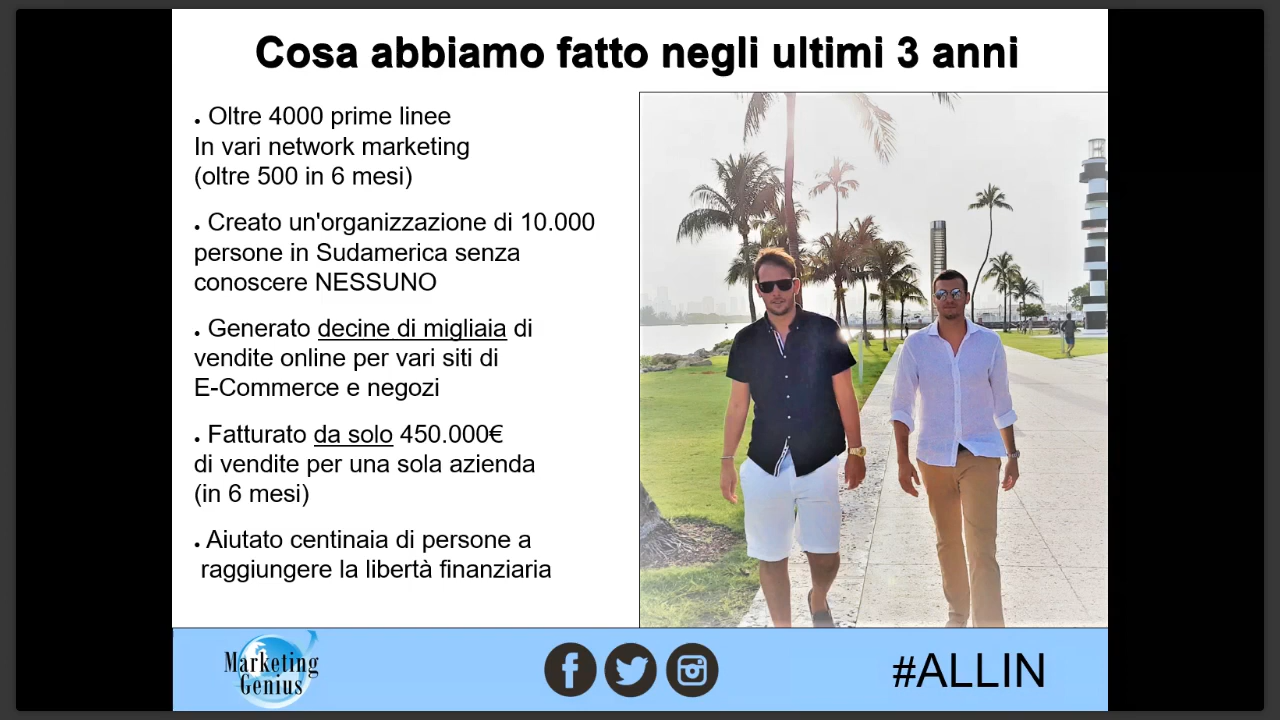 Cosa abbiamo fatto negli ultimi 3 anni
. Oltre 4000 prime linee
In vari network marketing
(oltre 500 in 6 mesi)
. Creato un'organizzazione di 10.000
persone in Sudamerica senza
conoscere NESSUNO
. Generato decine di migliaia di
vendite online per vari siti di
E-Commerce e negozi
. Fatturato da solo 450.000€
di vendite per una sola azienda
(in 6 mesi)
. Aiutato centinaia di persone a
raggiungere la libertà finanziaria
Marketing
Genius
#ALLIN